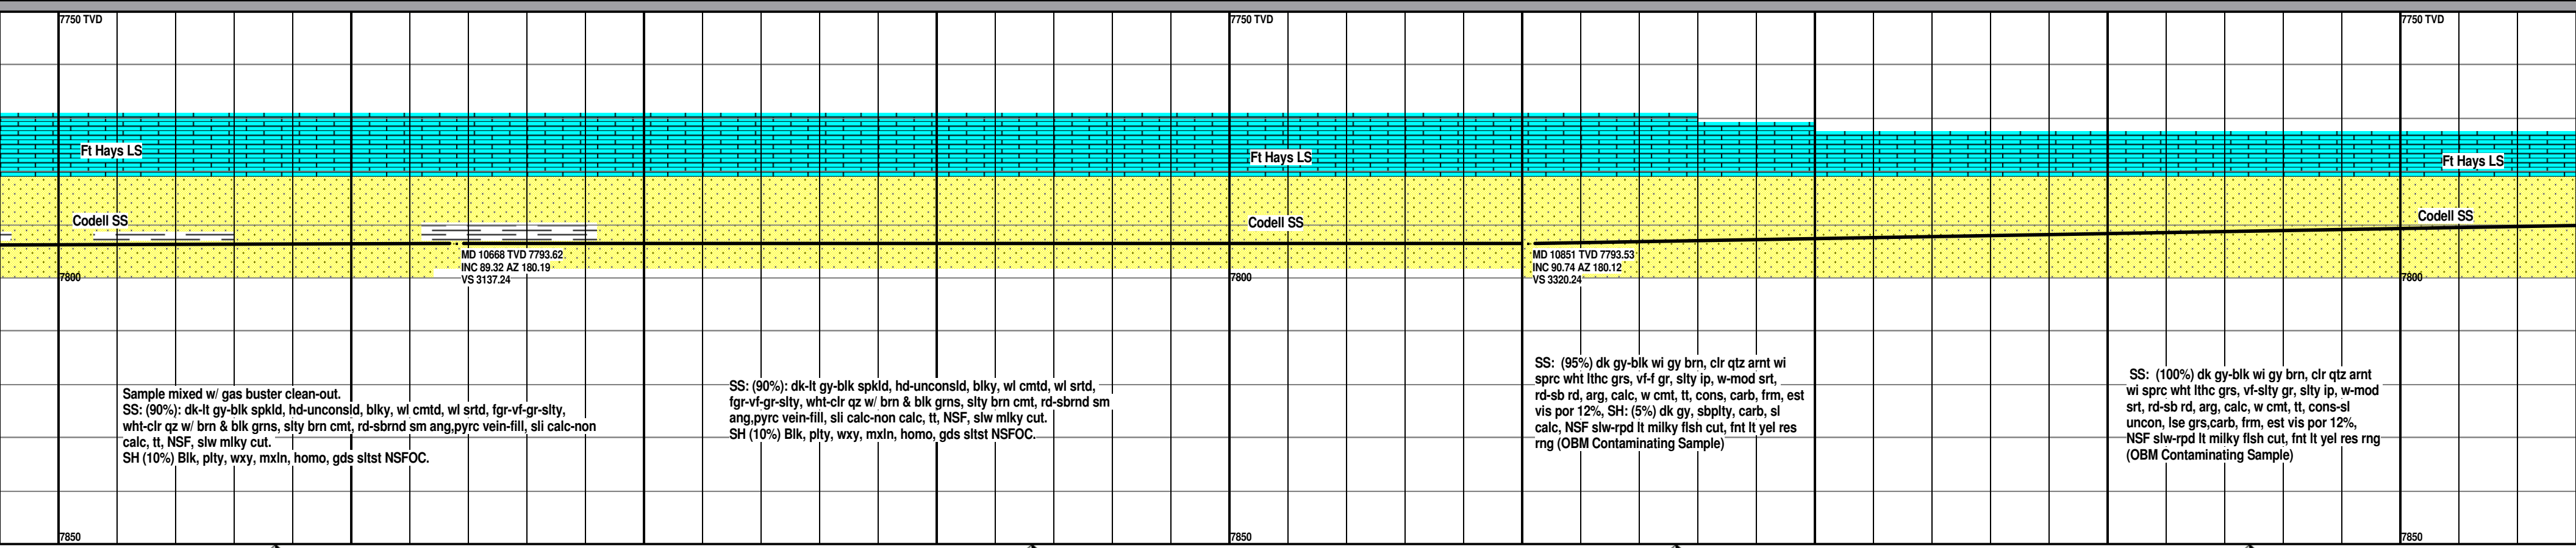 7750 TVD
7750 TVD
7750 TVD
Ft Hays LS
Ft Hays LS
Ft Hays LS
Codell SS
Codell SS
Codell SS
MD 10668 TVD 7793.62
INC 89.32 AZ 180.19
VS 3137.24
MD 10851 TVD 7793.53
INC 90.74 AZ 180.12
VS 3320.24
7800
7800
7800
Sample mixed w/ gas buster clean-out.
SS: (90%): dk-lt gy-blk spkld, hd-unconsld, blky, wl cmtd, wl srtd, fgr-vf-gr-slty,
wht-clr qz w/ brn & blk grns, slty brn cmt, rd-sbrnd sm ang,pyrc vein-fill, sli calc-non
calc, tt, NSF, slw mlky cut.
SH (10%) Blk, plty, wxy, mxln, homo, gds sltst NSFOC.
SS: (90%): dk-lt gy-blk spkld, hd-unconsld, blky, wl cmtd, wl srtd,
fgr-vf-gr-slty, wht-clr qz w/ brn & blk grns, slty brn cmt, rd-sbrnd sm
ang,pyrc vein-fill, sli calc-non calc, tt, NSF, slw mlky cut.
SH (10%) Blk, plty, wxy, mxln, homo, gds sltst NSFOC.
SS: (95%) dk gy-blk wi gy brn, clr qtz arnt wi
sprc wht lthc grs, vf-f gr, slty ip, w-mod srt,
rd-sb rd, arg, calc, w cmt, tt, cons, carb, frm, est
vis por 12%, SH: (5%) dk gy, sbplty, carb, sl
calc, NSF slw-rpd lt milky flsh cut, fnt lt yel res
rng (OBM Contaminating Sample)
SS: (100%) dk gy-blk wi gy brn, clr qtz arnt
wi sprc wht lthc grs, vf-slty gr, slty ip, w-mod
srt, rd-sb rd, arg, calc, w cmt, tt, cons-sl
uncon, lse grs,carb, frm, est vis por 12%,
NSF slw-rpd lt milky flsh cut, fnt lt yel res rng
(OBM Contaminating Sample)
7850
7850
7850